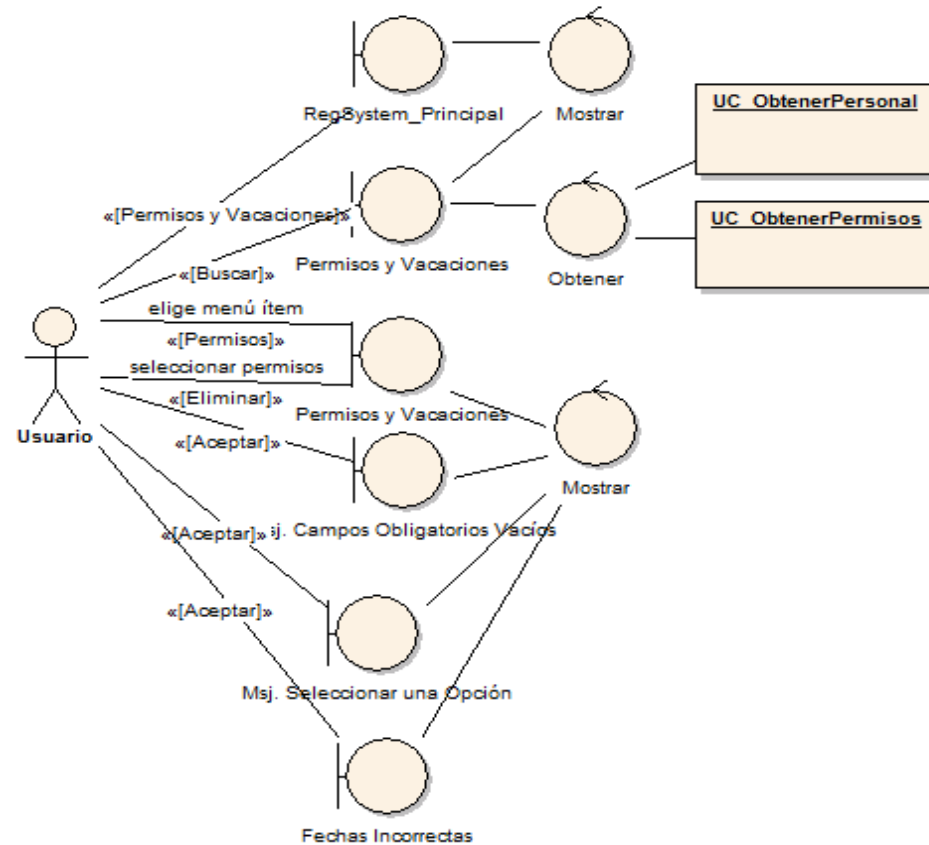 RegSystem_Principal
Mostrar
UC_ObtenerPersonal
«[Permisos y Vacaciones]»
UC_ObtenerPermisos
«[Buscar]»
Permisos y Vacaciones
Obtener
elige menú ítem
«[Permisos]»
seleccionar permisos
«[Eliminar]»
Permisos y Vacaciones
Usuario
«[Aceptar]»
Mostrar
«[Aceptar]»
sj. Campos Obligatorios Vacíos
«[Aceptar]»
Msj. Seleccionar una Opción
Fechas Incorrectas